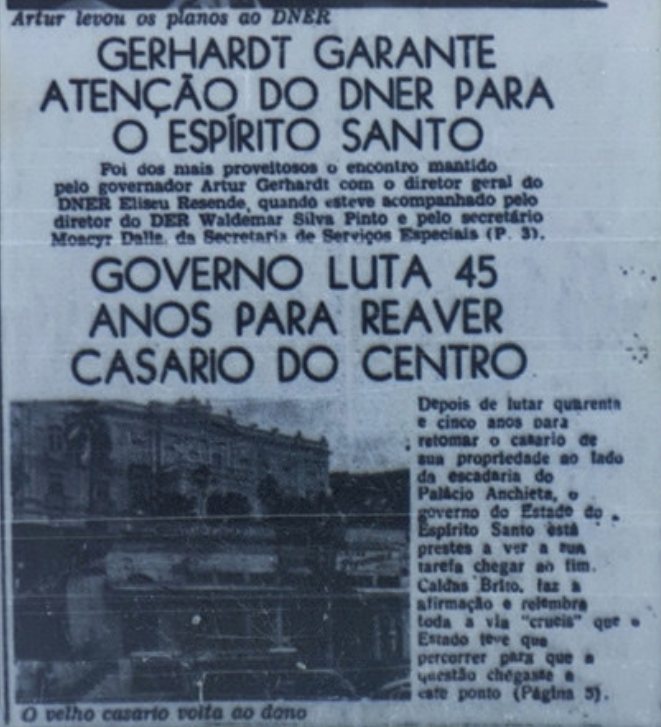 Artur levou os planos ao DNER
GERHARDT GARANTE
ATENÇÃO DO DNER PARA
O ESPÍRITO SANTO
Foi dos mais proveitosos o encontro mantido
pelo governador Artur Gerhardt com o diretor geral do
DNER Eliseu Resende, quando esteve acompanhado pelo
diretor do DER Waldemar Silva Pinto e pelo secretário
Moacyr Dalle, da Secretaria de Serviços Especiais (P. 3).
GOVERNO LUTA 45
ANOS PARA REAVER
CASARIO DO CENTRO
Depois de lutar quarenta
e cinco anos para
retomar o casario de
sua propriedade ao lado
da escadaria do
Palácio Anchieta, o
governo do Estado do
Espírito Santo está
prestes a ver a sua
tarefa chegar ao fim.
Caldas Brito, faz a
afirmação e relembra
toda a via "crucis" que o
Estado teve que
percorrer para que a
questão chegasse a
este ponto (Página 5).
O velho casario volta ao dono